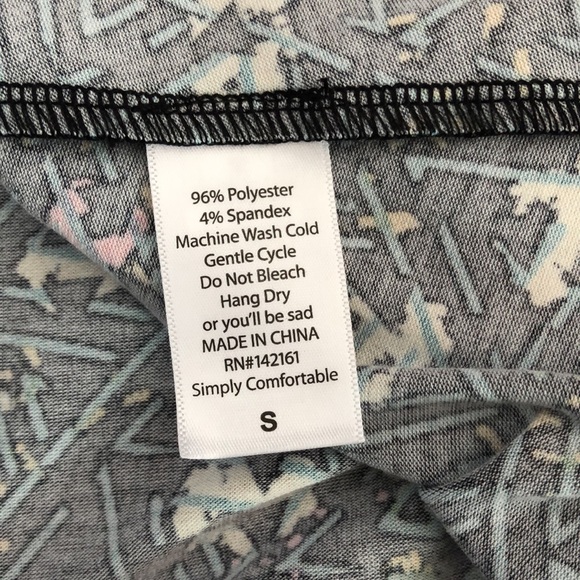 96% Polyester
4% Spandex
Machine Wash Cold
Gentle Cycle
Do Not Bleach
Hang Dry
or you'll be sad
MADE IN CHINA
RN#142161
Simply Comfortable
S